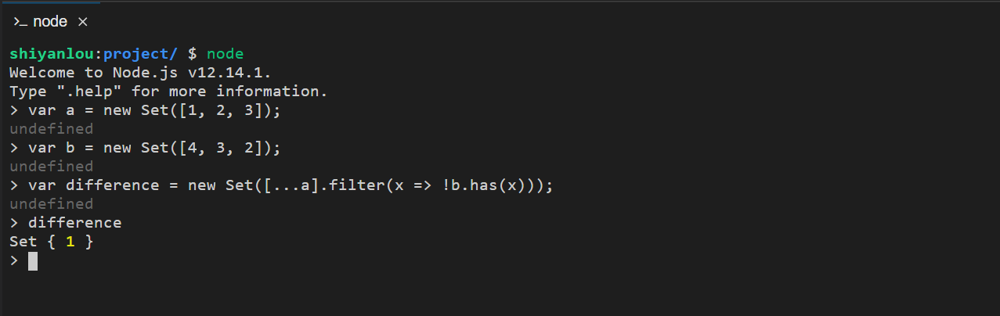 >_ node ×
shiyanlou:project/ $ node
Welcome to Node.js v12.14.1.
Type ".help" for more information.
> var a = new Set([1, 2, 3]);
undefined
> var b = new Set([4, 3, 2]);
undefined
> var difference = new Set([...a].filter(x => !b.has(x)));
undefined
> difference
Set { 1 }
>